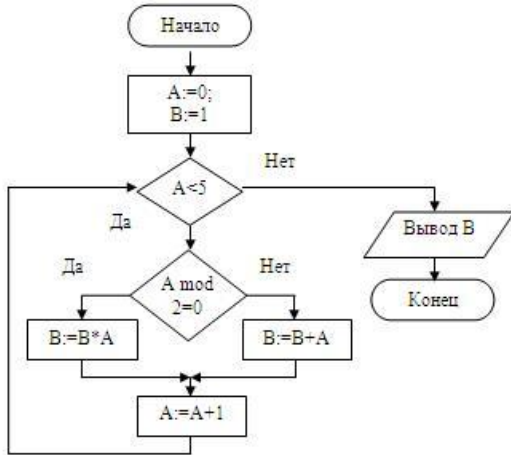 Начало
A:=0;
B:=1
Нет
A<5
Да
Вывод В
Да
A mod
2=0
Нет
Конец
B:=B*A
B:=B+A
A:=A+1